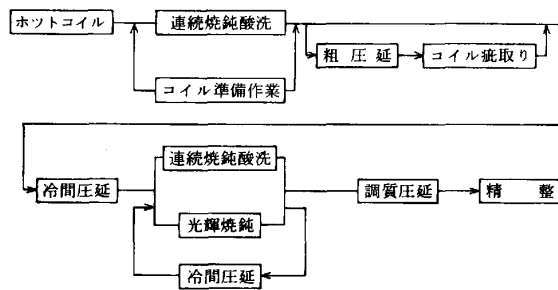 ホットコイル
連続焼鈍酸洗
コイル準備作業
粗圧延
コイル疵取り
冷間圧延
連続焼鈍酸洗
光輝焼鈍
冷間圧延
調質圧延
精整